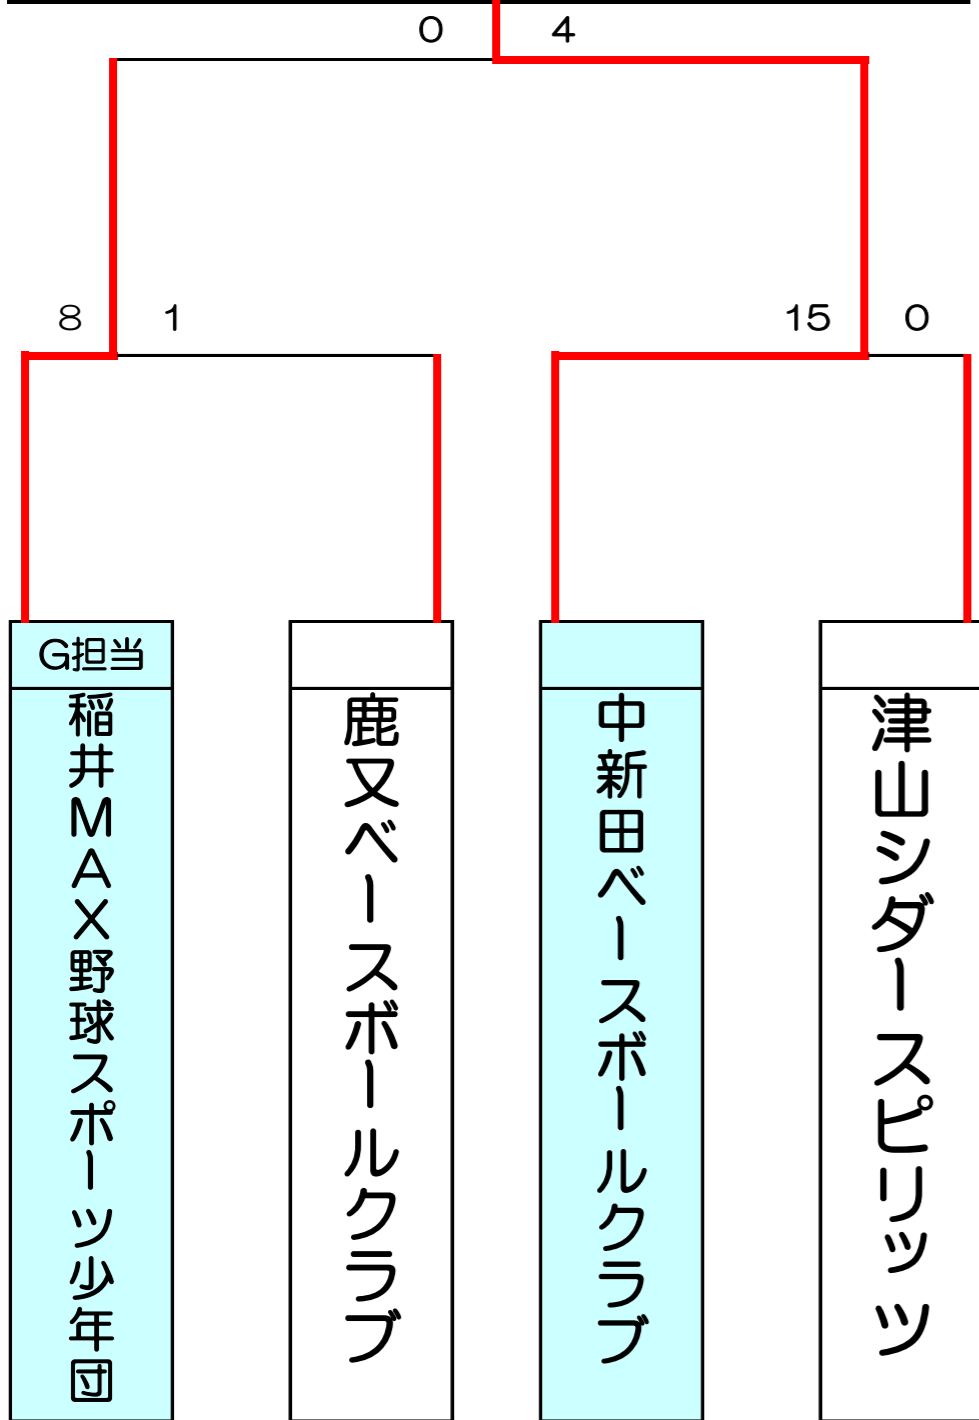 0 4
8 1 15 0
G担当
稲井MAX野球スポーツ少年団
鹿又ベースボールクラブ
中新田ベースボールクラブ
津山シダースピリッツ